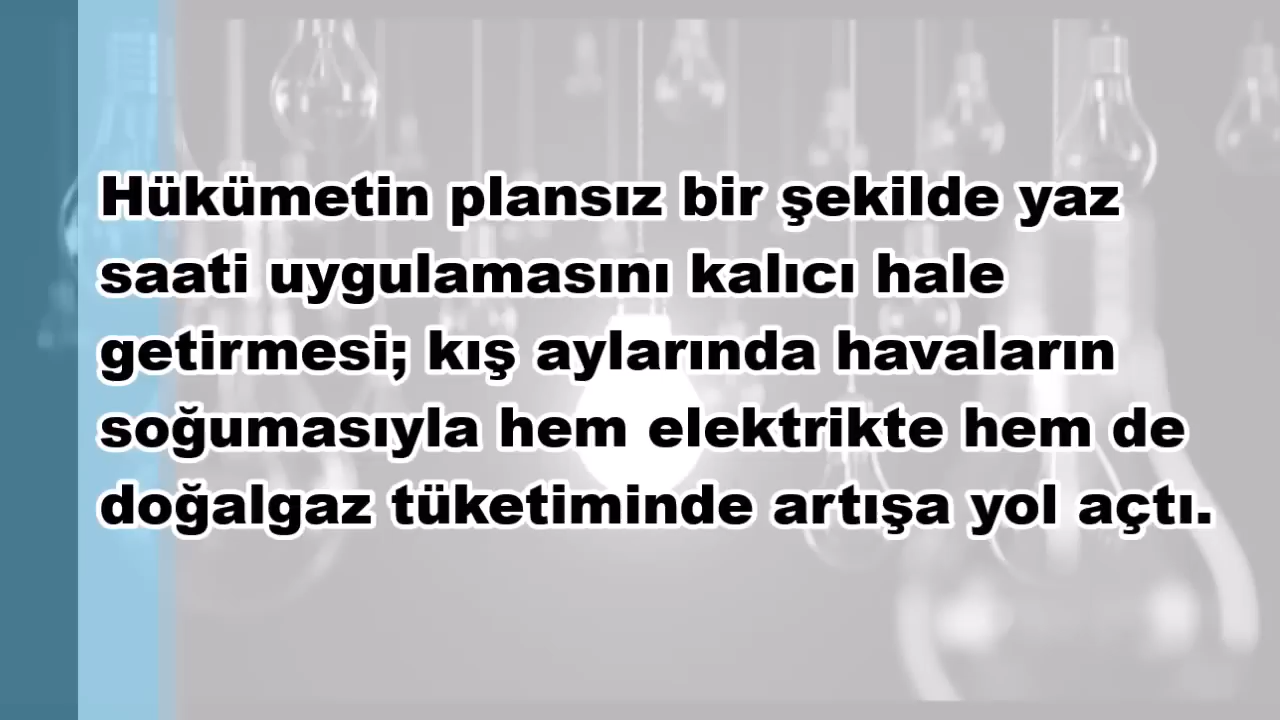 Hükümetin plansız bir şekilde yaz
saati uygulamasını kalıcı hale
getirmesi; kış aylarında havaların
soğumasıyla hem elektrikte hem de
doğalgaz tüketiminde artışa yol açtı.